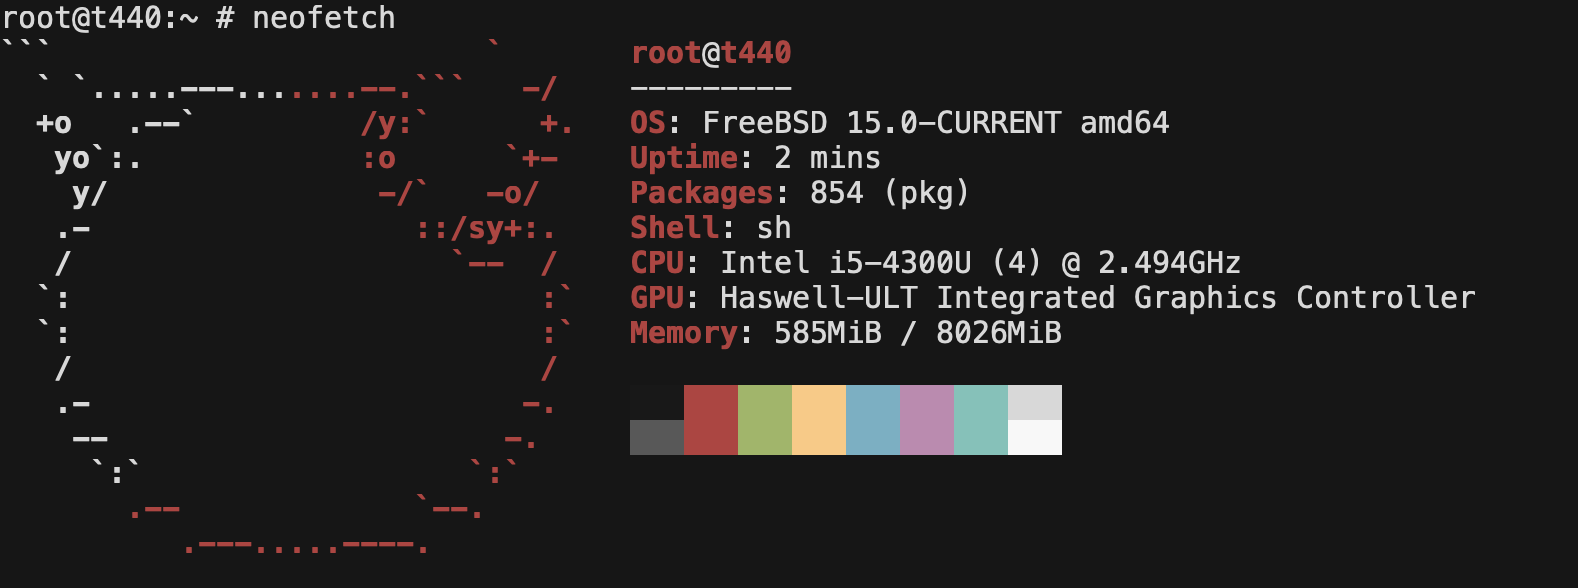 root@t440:~ # neofetch
```                        `
  ` `.....---.......--.```   -/
  +o   .--`         /y:`      +.
   yo`:.            :o      `+-
    y/               -/`   -o/
   .-                  ::/sy+:.
   /                     `--  /
  `:                          :`
  `:                          :`
   /                          /
   .-                        -.
    --                      -.
     `:`                  `:`
       .--             `--.
          .---.....----.
root@t440
---------
OS: FreeBSD 15.0-CURRENT amd64
Uptime: 2 mins
Packages: 854 (pkg)
Shell: sh
CPU: Intel i5-4300U (4) @ 2.494GHz
GPU: Haswell-ULT Integrated Graphics Controller
Memory: 585MiB / 8026MiB